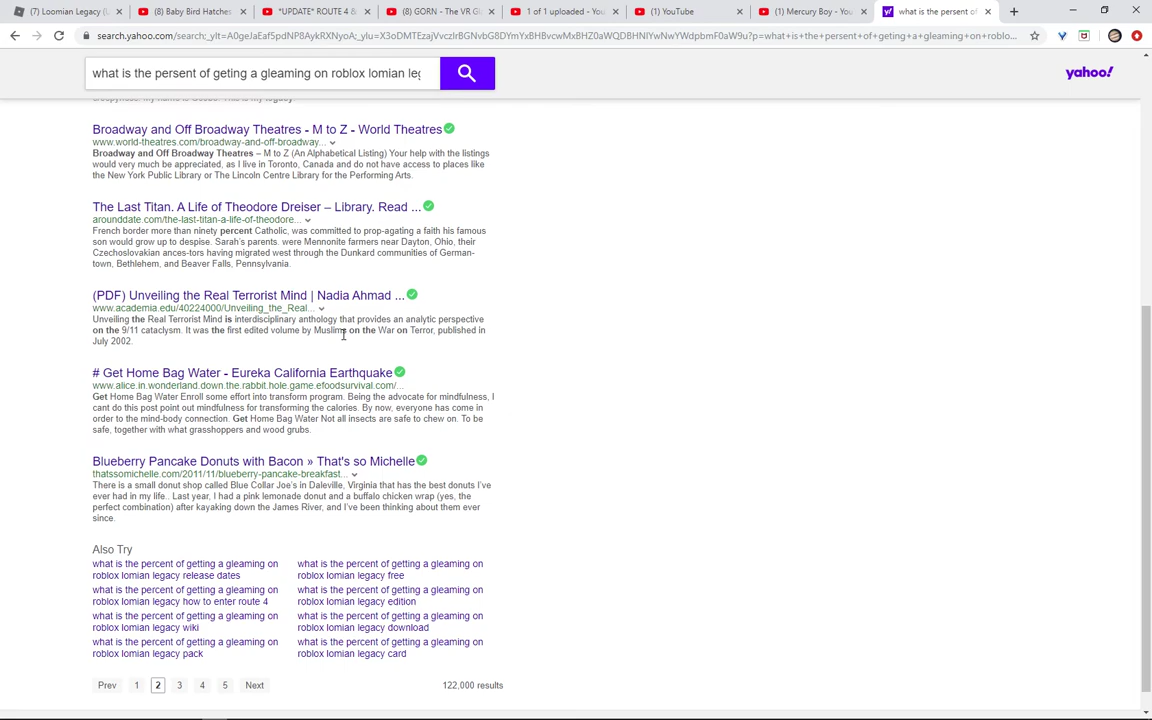 (7) Loomian Legacy (U
(8) Baby Bird Hatches
*UPDATE* ROUTE 4 &
(8) GORN - The VR Gl
1 of 1 uploaded - You
(1) YouTube
(1) Mercury Boy - You
what is the persent of
search.yahoo.com/search;_ylt=A0geJaEaf5pdNP8AykRXNyoA;_ylu=X3oDMTEzajVvczlrBGNvbG8DYmYxBHBvcwMxBHZ0aWQDBHNlYwNwYWdpbmF0aW9u?p=what+is+the+persent+of+geting+a+gleaming+on+roblo...
what is the persent of geting a gleaming on roblox lomian leg
yahoo!
Broadway and Off Broadway Theatres - M to Z - World Theatres
www.world-theatres.com/broadway-and-off-broadway...
Broadway and Off Broadway Theatres – M to Z (An Alphabetical Listing) Your help with the listings
would very much be appreciated, as I live in Toronto, Canada and do not have access to places like
the New York Public Library or The Lincoln Centre Library for the Performing Arts.
The Last Titan. A Life of Theodore Dreiser – Library. Read ...
arounddate.com/the-last-titan-a-life-of-theodore...
French border more than ninety percent Catholic, was committed to prop-agating a faith his famous
son would grow up to despise. Sarah's parents. were Mennonite farmers near Dayton, Ohio, their
Czechoslovakian ances-tors having migrated west through the Dunkard communities of German-
town, Bethlehem, and Beaver Falls, Pennsylvania.
(PDF) Unveiling the Real Terrorist Mind | Nadia Ahmad ...
www.academia.edu/40224000/Unveiling_the_Real...
Unveiling the Real Terrorist Mind is interdisciplinary anthology that provides an analytic perspective
on the 9/11 cataclysm. It was the first edited volume by Muslims on the War on Terror, published in
July 2002.
# Get Home Bag Water - Eureka California Earthquake
www.alice.in.wonderland.down.the.rabbit.hole.game.efoodsurvival.com/...
Get Home Bag Water Enroll some effort into transform program. Being the advocate for mindfulness, I
cant do this post point out mindfulness for transforming the calories. By now, everyone has come in
order to the mind-body connection. Get Home Bag Water Not all insects are safe to chew on. To be
safe, together with what grasshoppers and wood grubs.
Blueberry Pancake Donuts with Bacon » That's so Michelle
thatssomichelle.com/2011/11/blueberry-pancake-breakfast...
There is a small donut shop called Blue Collar Joe's in Daleville, Virginia that has the best donuts I've
ever had in my life.. Last year, I had a pink lemonade donut and a buffalo chicken wrap (yes, the
perfect combination) after kayaking down the James River, and I've been thinking about them ever
since.
Also Try
what is the percent of getting a gleaming on
roblox lomian legacy release dates
what is the percent of getting a gleaming on
roblox lomian legacy free
what is the percent of getting a gleaming on
roblox lomian legacy how to enter route 4
what is the percent of getting a gleaming on
roblox lomian legacy edition
what is the percent of getting a gleaming on
roblox lomian legacy wiki
what is the percent of getting a gleaming on
roblox lomian legacy download
what is the percent of getting a gleaming on
roblox lomian legacy pack
what is the percent of getting a gleaming on
roblox lomian legacy card
Prev 1 2 3 4 5 Next
122,000 results